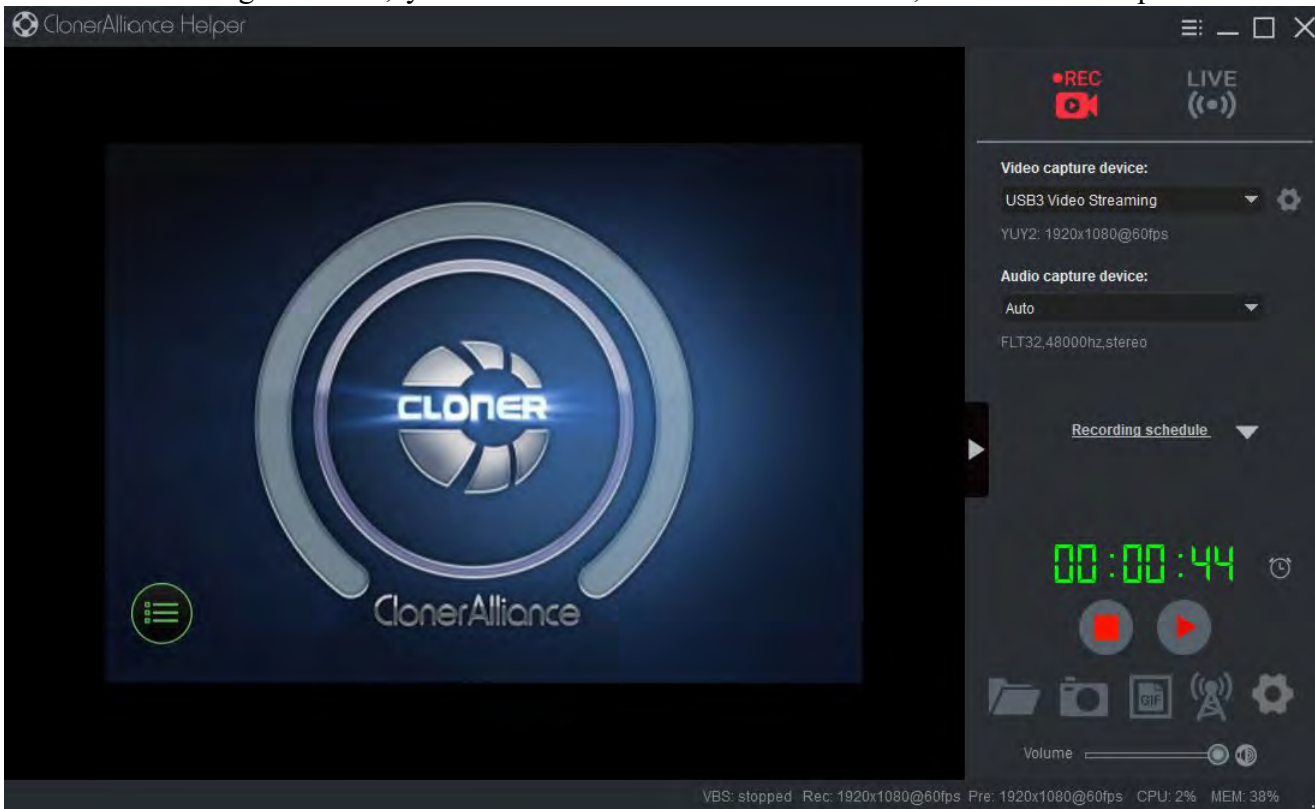 ClonerAlliance Helper
REC
LIVE
Video capture device:
USB3 Video Streaming
YUY2: 1920x1080@60fps
Audio capture device:
Auto
FLT32,48000hz,stereo
Recording schedule
CLONER
ClonerAlliance
00:00:44
GIF
Volume
VBS: stopped Rec: 1920x1080@60fps Pre: 1920x1080@60fps CPU: 2% MEM: 38%